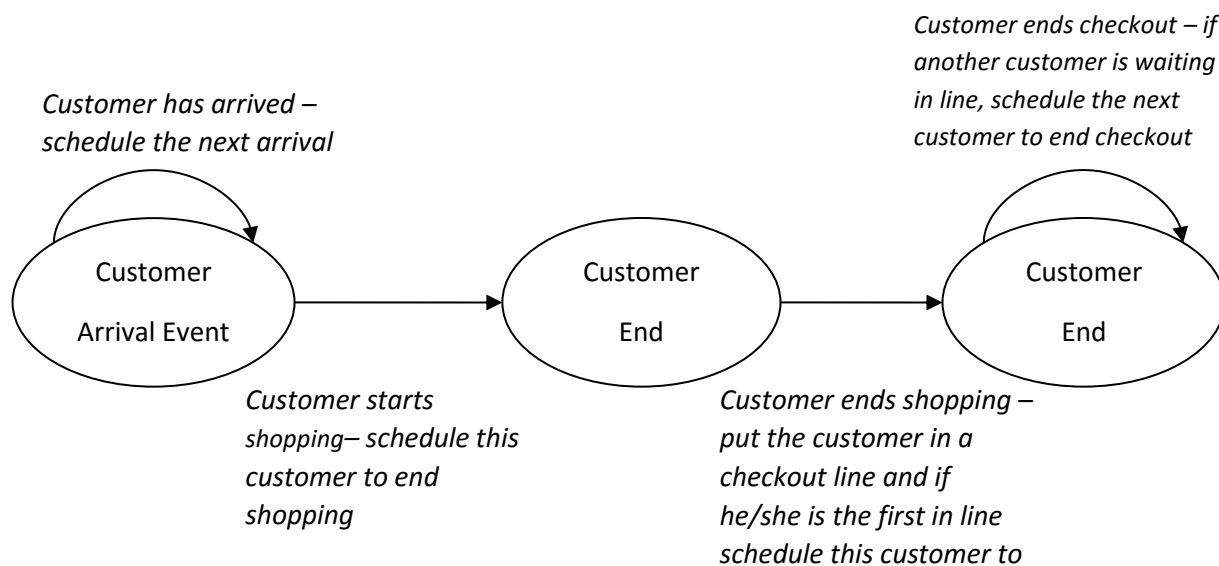 Customer ends checkout – if
another customer is waiting
in line, schedule the next
customer to end checkout
Customer has arrived –
schedule the next arrival
Customer
Arrival Event
Customer
End
Customer
End
Customer starts
shopping– schedule this
customer to end
shopping
Customer ends shopping –
put the customer in a
checkout line and if
he/she is the first in line
schedule this customer to